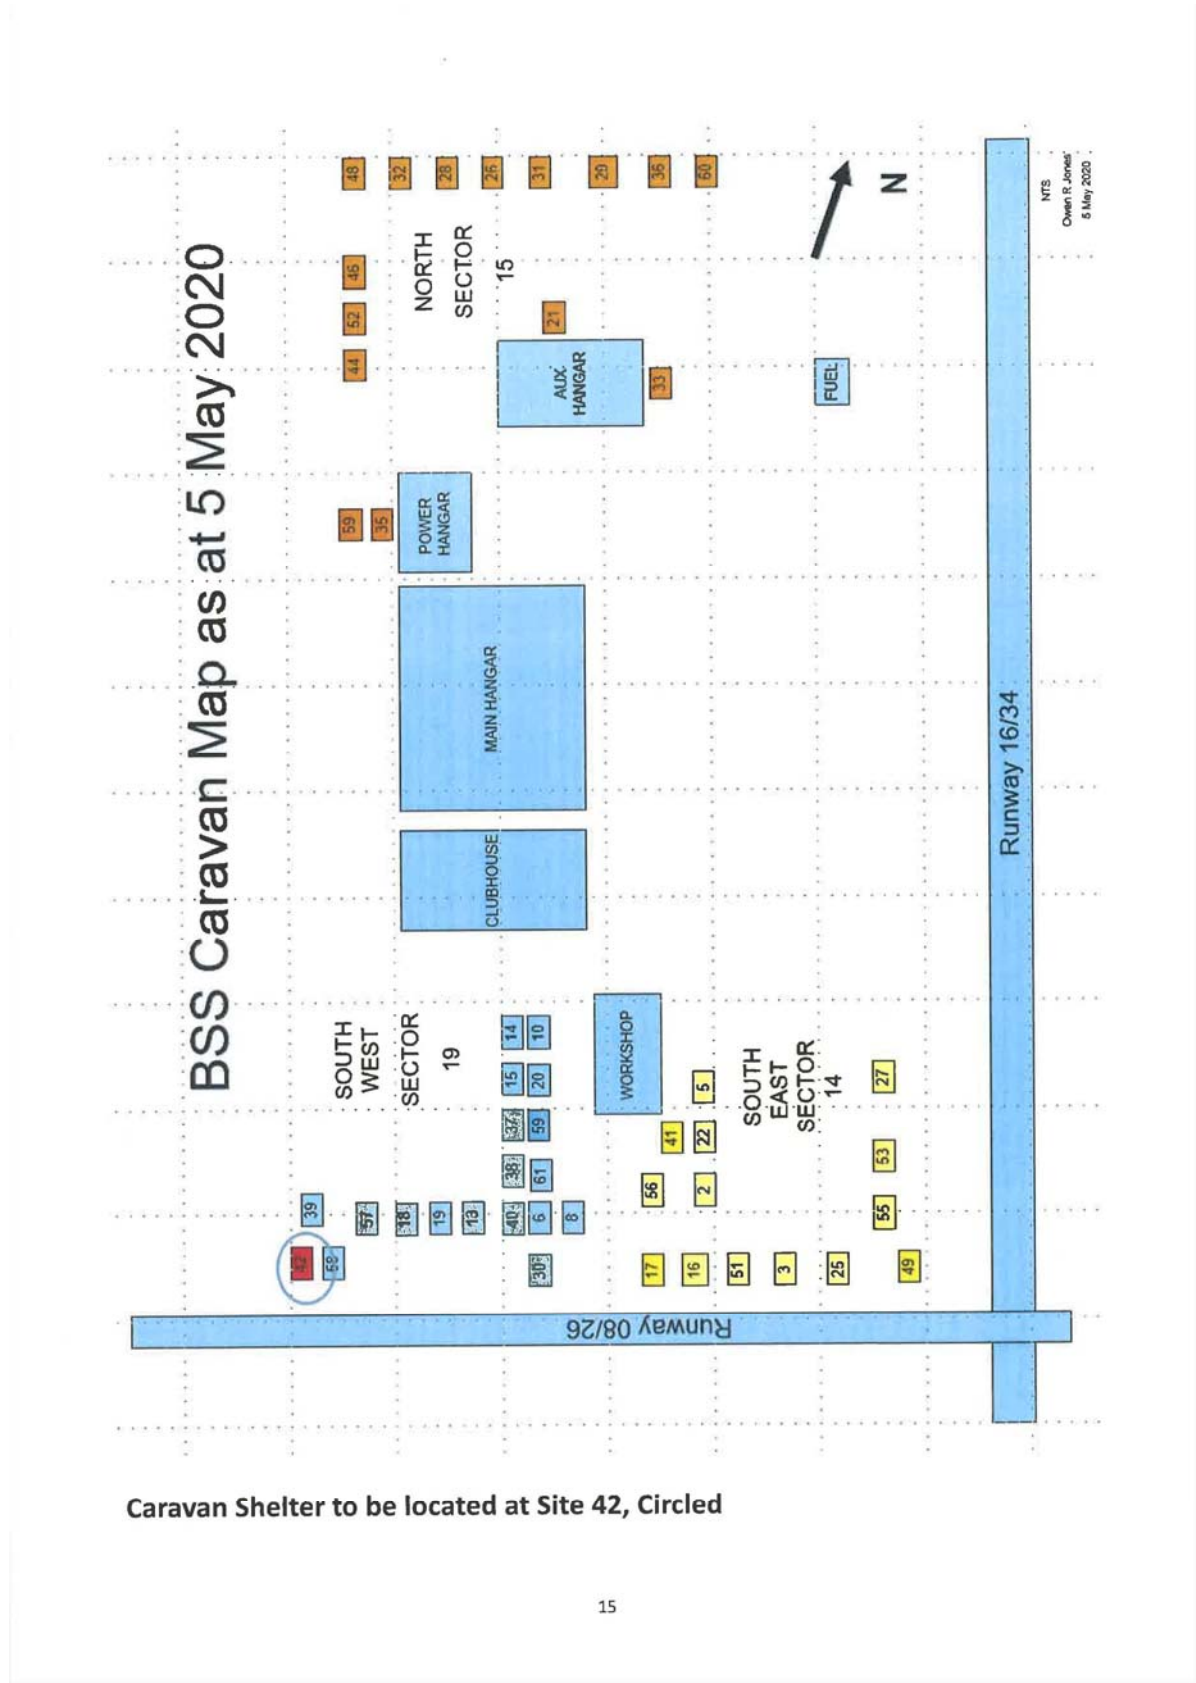 BSS Caravan Map as at 5 May 2020
48
32
28
26
31
29
36
60
46
52
44
NORTH
SECTOR
15
21
AUX.
HANGAR
33
FUEL
N
NTS
Owen R Jones
5 May 2020
59
35
POWER
HANGAR
MAIN HANGAR
CLUBHOUSE
Runway 16/34
SOUTH
WEST
SECTOR
19
14
10
15
20
37
59
38
61
WORKSHOP
5
41
22
56
2
SOUTH
EAST
SECTOR
14
27
53
55
39
57
18
19
13
40
6
8
42
58
30
17
16
51
3
25
49
Runway 08/26
Caravan Shelter to be located at Site 42, Circled
15